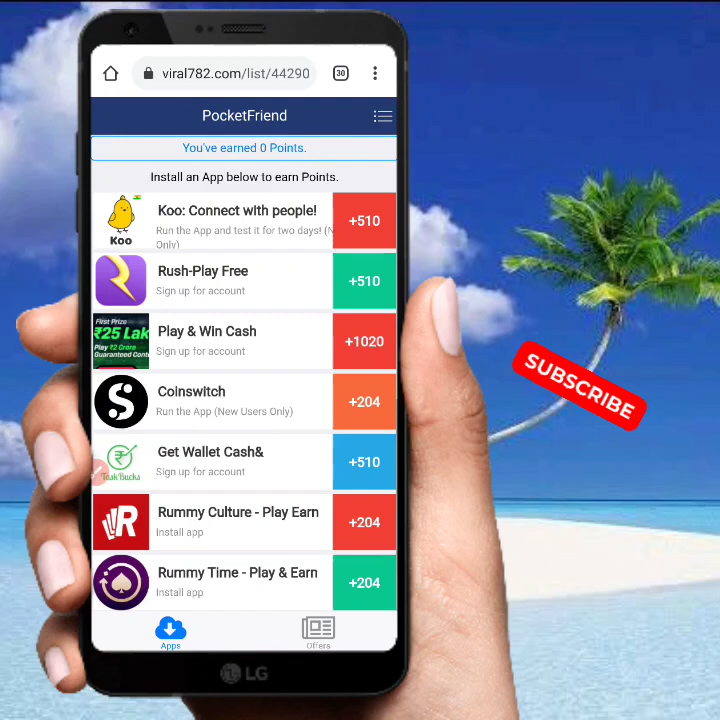 viral782.com/list/44290
30
PocketFriend
You've earned 0 Points.
Install an App below to earn Points.
Koo
Koo: Connect with people!
Run the App and test it for two days! (N
Only)
+510
Rush-Play Free
Sign up for account
+510
First Prize
₹25 Lak
Play ₹2 Crore
Guaranteed Cont
Play & Win Cash
Sign up for account
+1020
Coinswitch
Run the App (New Users Only)
+204
TaskBucks
Get Wallet Cash&
Sign up for account
+510
R
Rummy Culture - Play Earn
Install app
+204
Rummy Time - Play & Earn
Install app
+204
Apps
Offers
LG
SUBSCRIBE